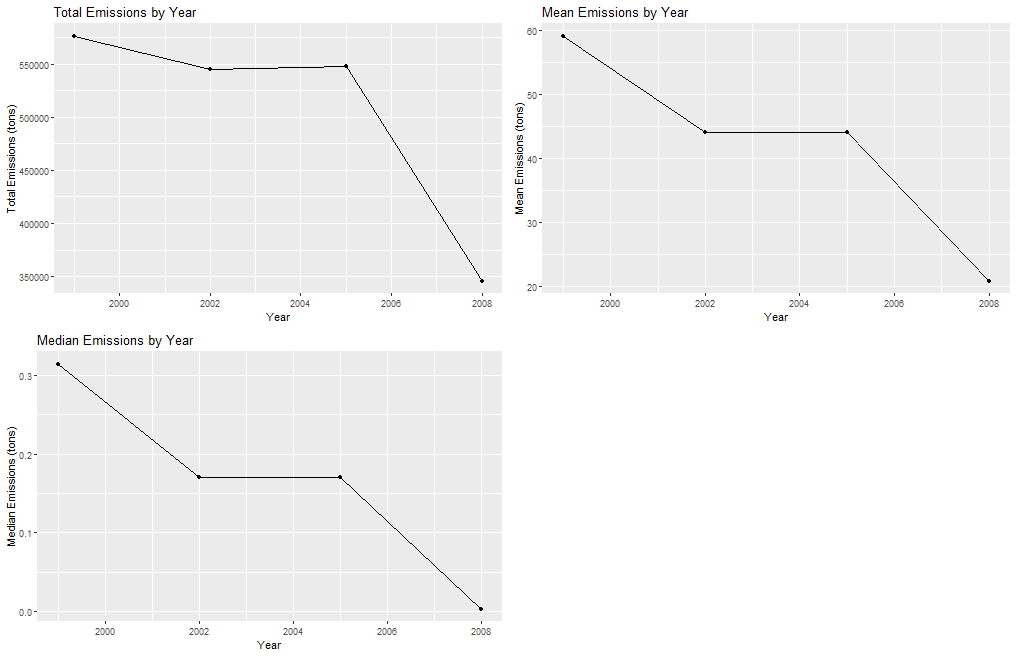 Total Emissions by Year
Total Emissions (tons)
550000
500000
450000
400000
350000
2000 2002 2004 2006 2008
Year
Mean Emissions by Year
Mean Emissions (tons)
60
50
40
30
20
2000 2002 2004 2006 2008
Year
Median Emissions by Year
Median Emissions (tons)
0.3
0.2
0.1
0.0
2000 2002 2004 2006 2008
Year